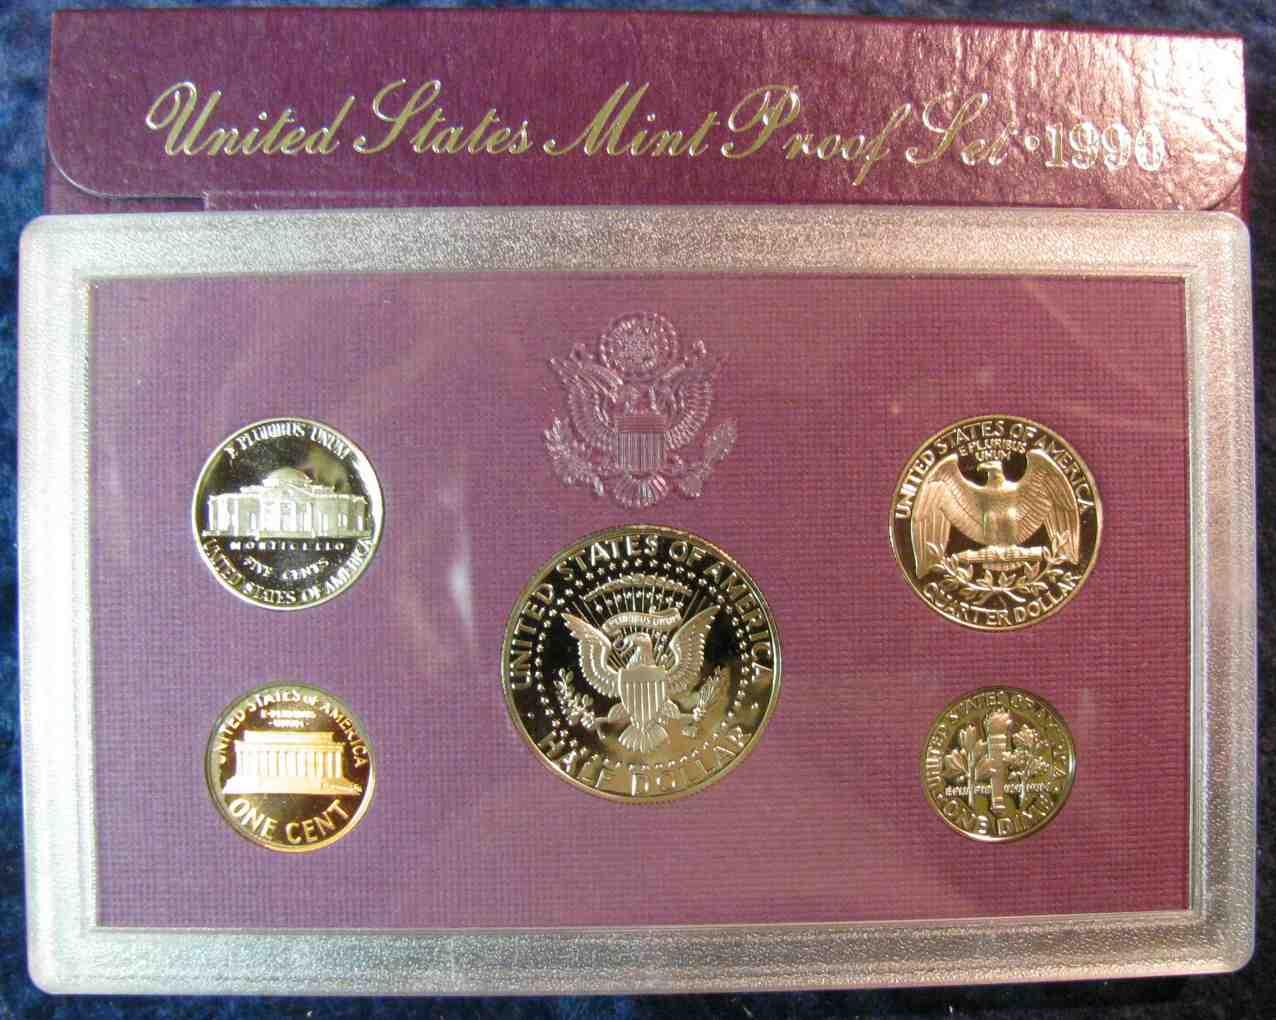 United States Mint Proof Set · 1990
E PLURIBUS UNUM
MONTICELLO
FIVE CENTS
UNITED STATES OF AMERICA
UNITED STATES OF AMERICA
E PLURIBUS
UNUM
QUARTER DOLLAR
UNITED STATES OF AMERICA
E PLURIBUS UNUM
HALF DOLLAR
UNITED STATES OF AMERICA
E PLURIBUS
UNUM
ONE CENT
UNITED STATES OF
E PLURIBUS UNUM
ONE DIME